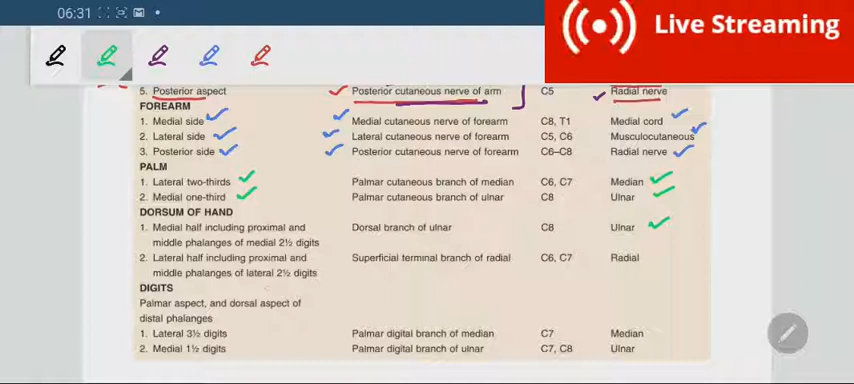 06:31
Live Streaming
5. Posterior aspect Posterior cutaneous nerve of arm C5 Radial nerve
FOREARM
1. Medial side Medial cutaneous nerve of forearm C8, T1 Medial cord
2. Lateral side Lateral cutaneous nerve of forearm C5, C6 Musculocutaneous
3. Posterior side Posterior cutaneous nerve of forearm C6–C8 Radial nerve
PALM
1. Lateral two-thirds Palmar cutaneous branch of median C6, C7 Median
2. Medial one-third Palmar cutaneous branch of ulnar C8 Ulnar
DORSUM OF HAND
1. Medial half including proximal and Dorsal branch of ulnar C8 Ulnar
middle phalanges of medial 2½ digits
2. Lateral half including proximal and Superficial terminal branch of radial C6, C7 Radial
middle phalanges of lateral 2½ digits
DIGITS
Palmar aspect, and dorsal aspect of
distal phalanges
1. Lateral 3½ digits Palmar digital branch of median C7 Median
2. Medial 1½ digits Palmar digital branch of ulnar C7, C8 Ulnar